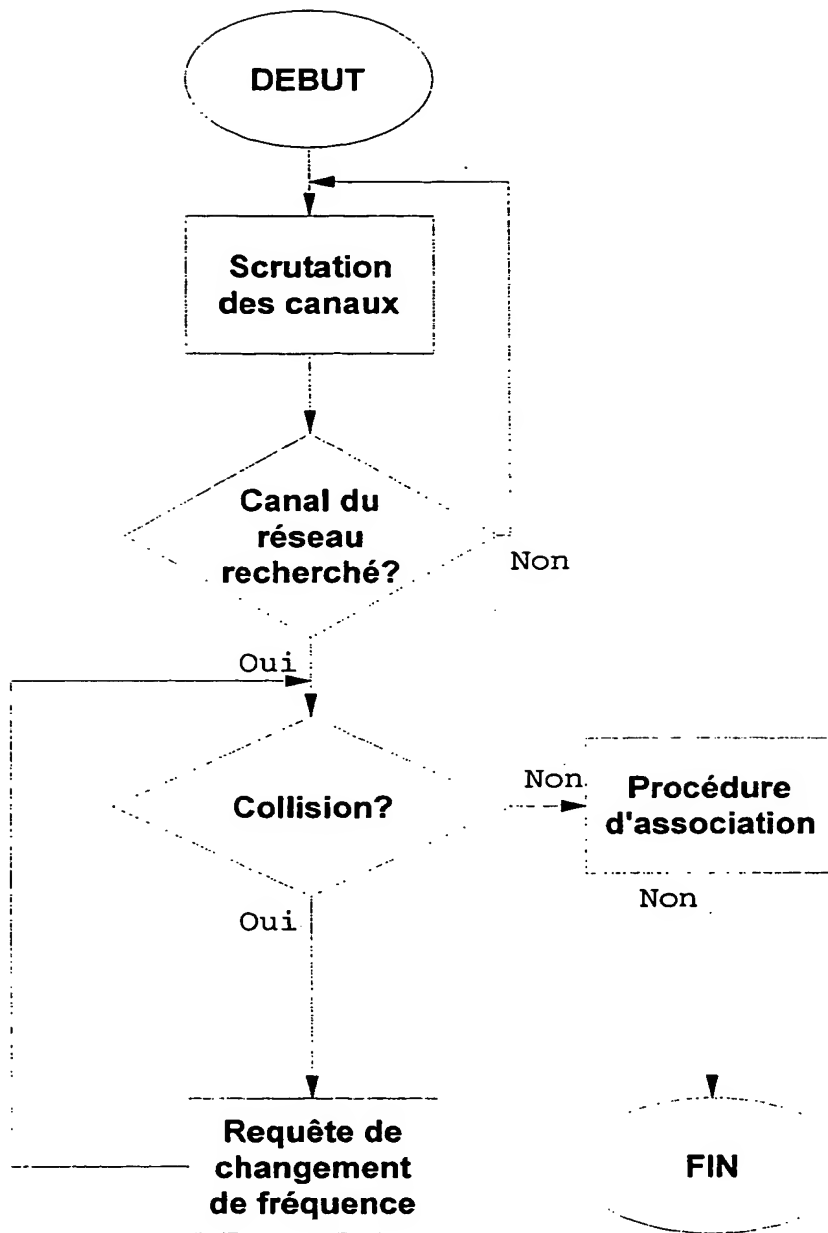 DEBUT
Scrutation
des canaux
Canal du
réseau
recherché?
Non
Oui
Collision?
Non
Procédure
d'association
Non
Oui
Requête de
changement
de fréquence
FIN